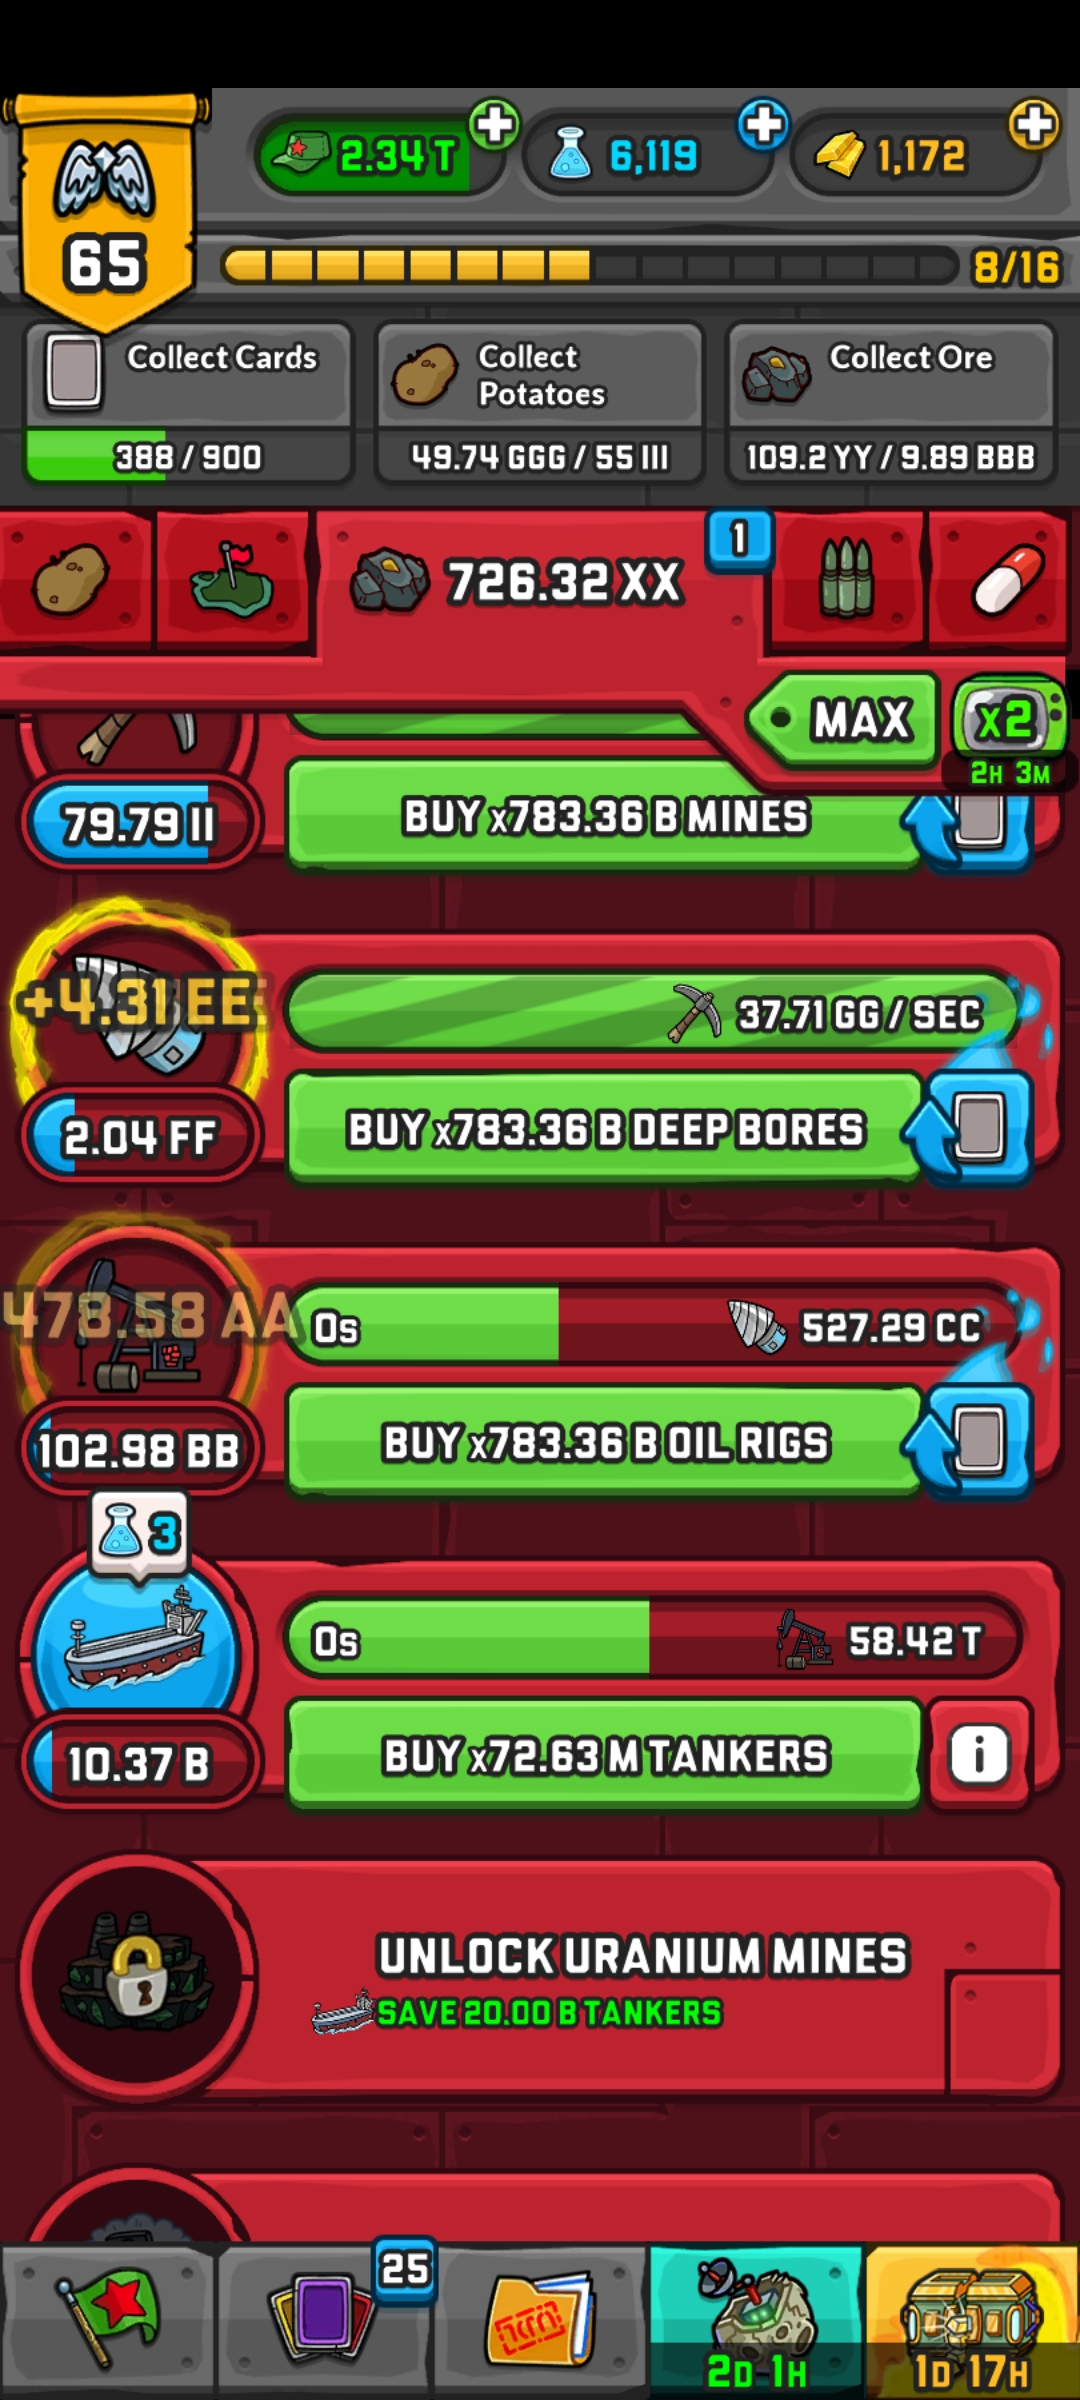 2.34 T
6,119
1,172
65
8/16
Collect Cards
388 / 900
Collect
Potatoes
49.74 GGG / 55 III
Collect Ore
109.2 YY / 9.89 BBB
726.32 XX
1
MAX
x2
2H 3M
79.79 II
BUY x783.36 B MINES
+4.31 EE
37.71 GG / SEC
2.04 FF
BUY x783.36 B DEEP BORES
478.58 AA
0s
527.29 CC
102.98 BB
BUY x783.36 B OIL RIGS
3
0s
58.42 T
10.37 B
BUY x72.63 M TANKERS
i
UNLOCK URANIUM MINES
SAVE 20.00 B TANKERS
25
2D 1H
1D 17H